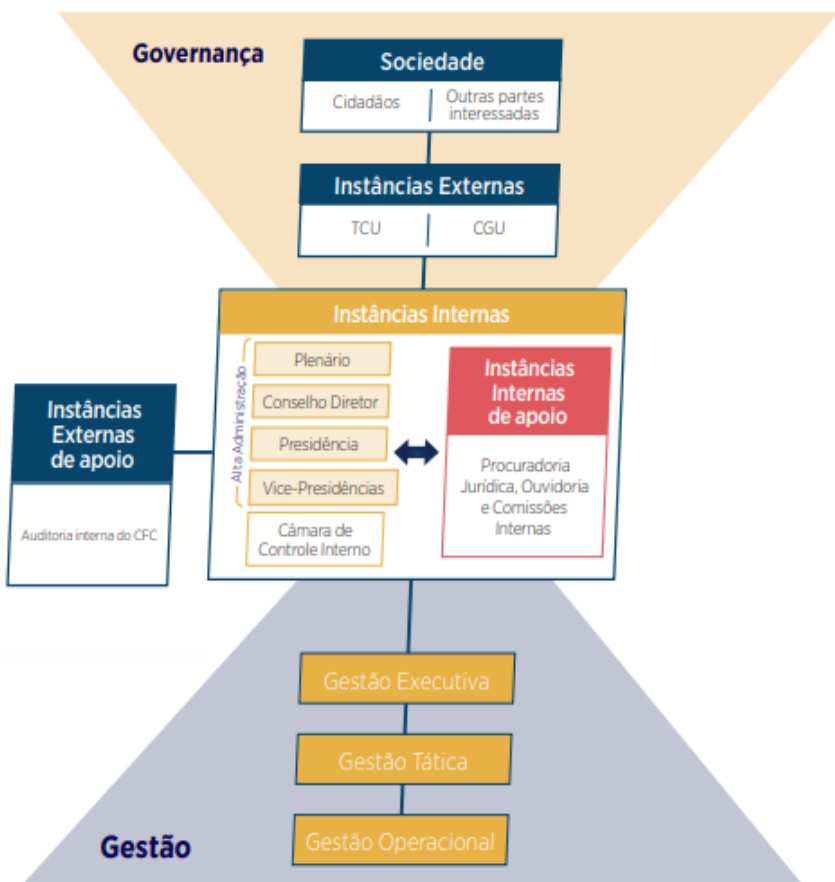 Governança
Sociedade
Cidadãos
Outras partes
interessadas
Instâncias Externas
TCU
CGU
Instâncias Internas
Alta Administração
Plenário
Conselho Diretor
Presidência
Vice-Presidências
Câmara de
Controle Interno
Instâncias
Internas
de apoio
Procuradoria
Jurídica, Ouvidoria
e Comissões
Internas
Instâncias
Externas
de apoio
Auditoria interna do CFC
Gestão Executiva
Gestão Tática
Gestão Operacional
Gestão